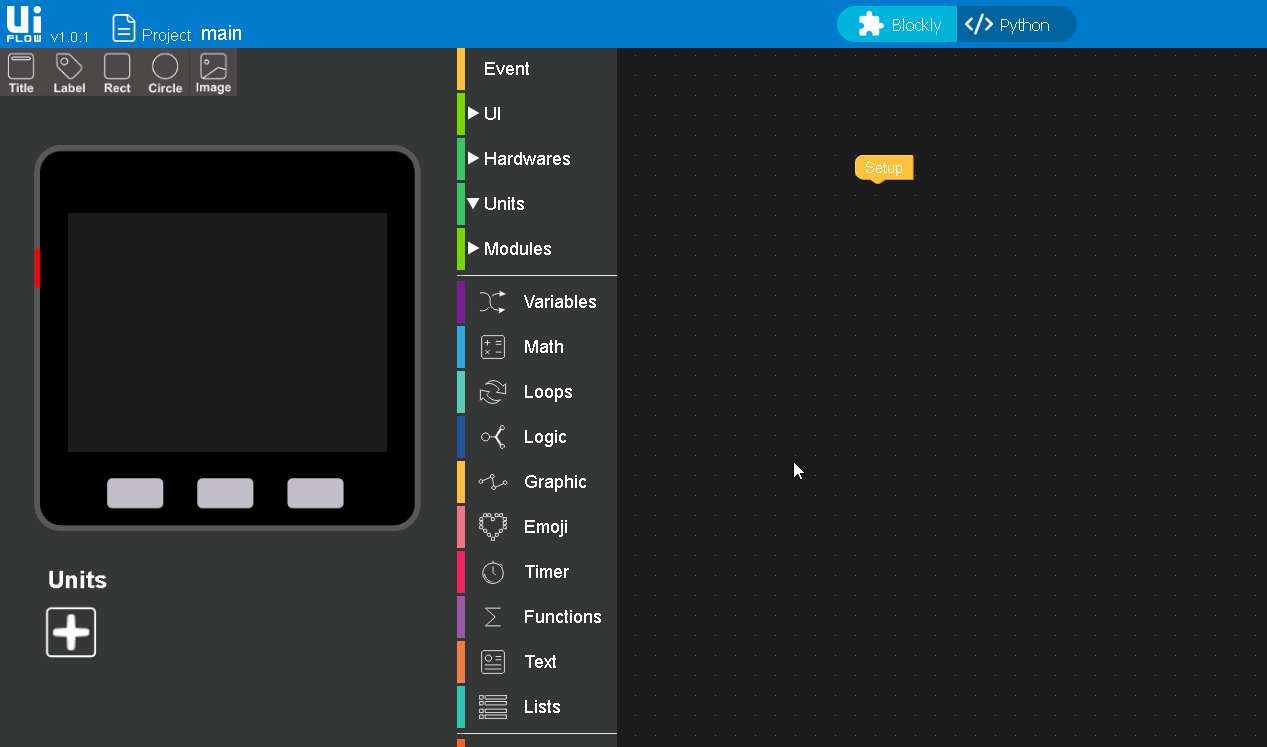 Ui
FLOW v1.0.1
Project main
Blockly
Python
Title
Label
Rect
Circle
Image
Units
Event
UI
Hardwares
Units
Modules
Variables
Math
Loops
Logic
Graphic
Emoji
Timer
Functions
Text
Lists
Setup